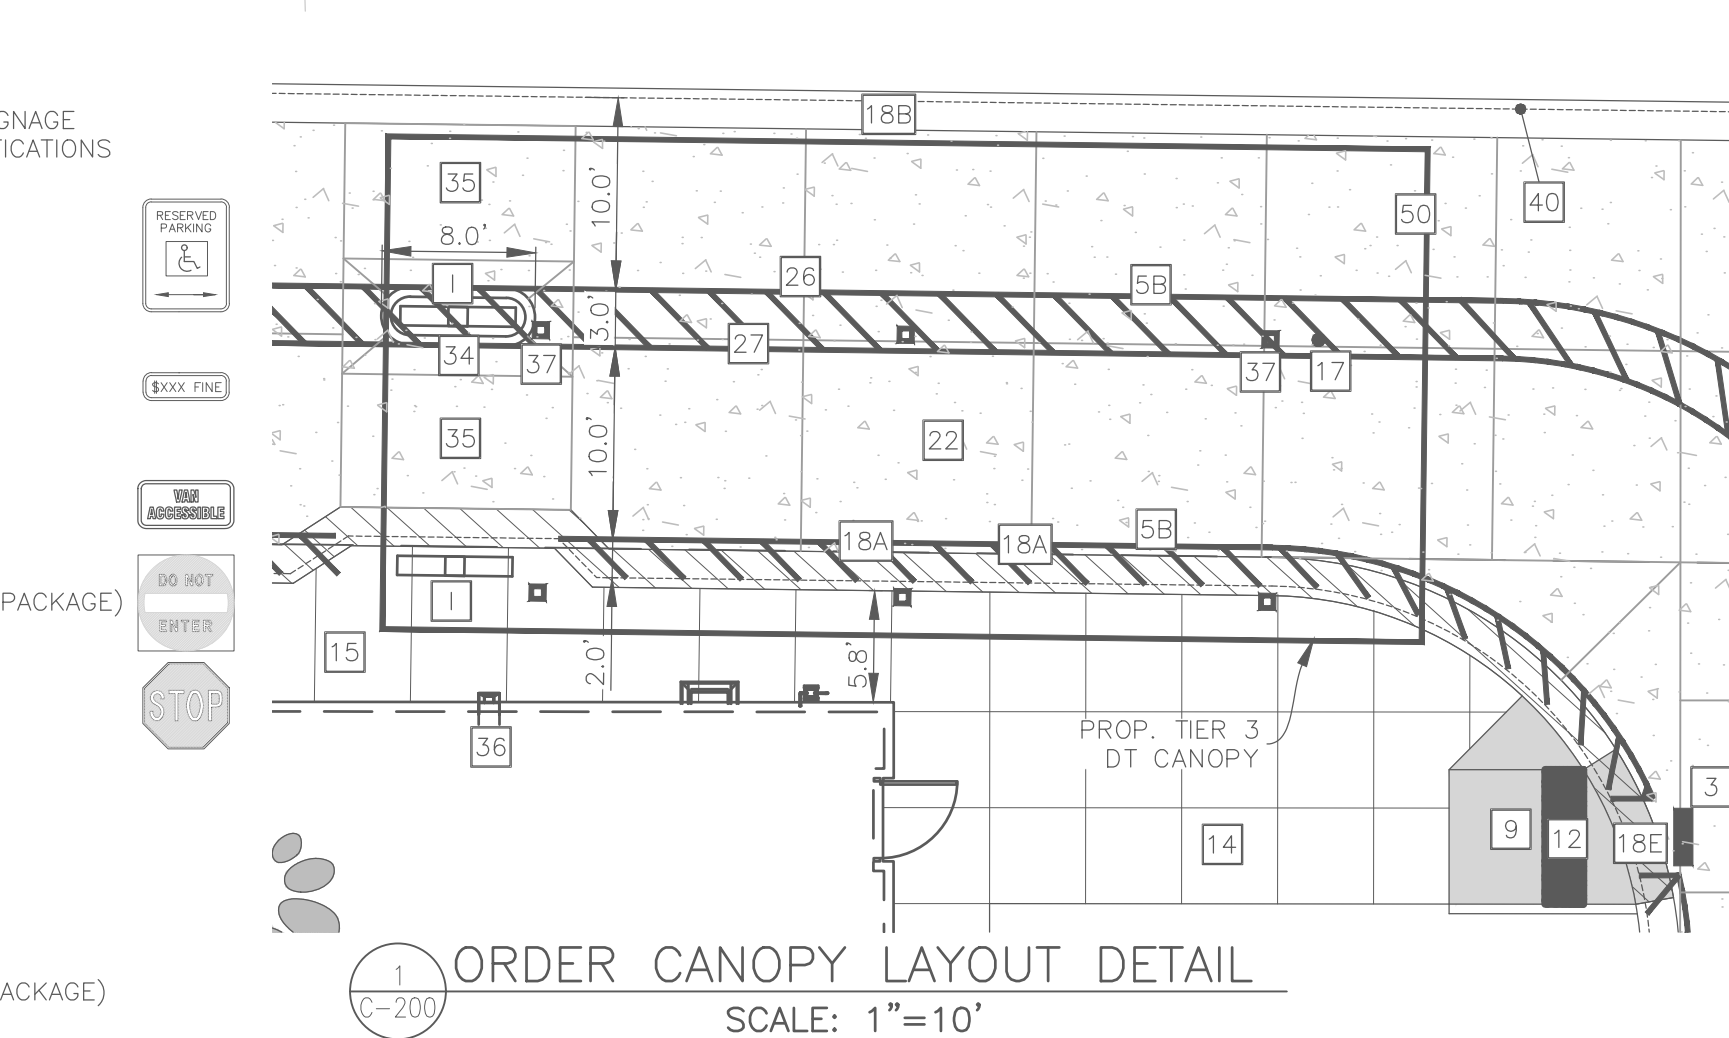 GNAGE
TICATIONS
RESERVED
PARKING
$XXX FINE
VAN
ACCESSIBLE
DO NOT
ENTER
PACKAGE)
STOP
ACKAGE)
18B
40
35
50
10.0'
8.0'
1
26
5B
3.0'
34
37
27
37
17
35
10.0'
22
18A
18A
5B
1
15
2.0'
5.8'
36
PROP. TIER 3
DT CANOPY
14
9
12
18E
3
1
C-200
ORDER CANOPY LAYOUT DETAIL
SCALE: 1"=10'